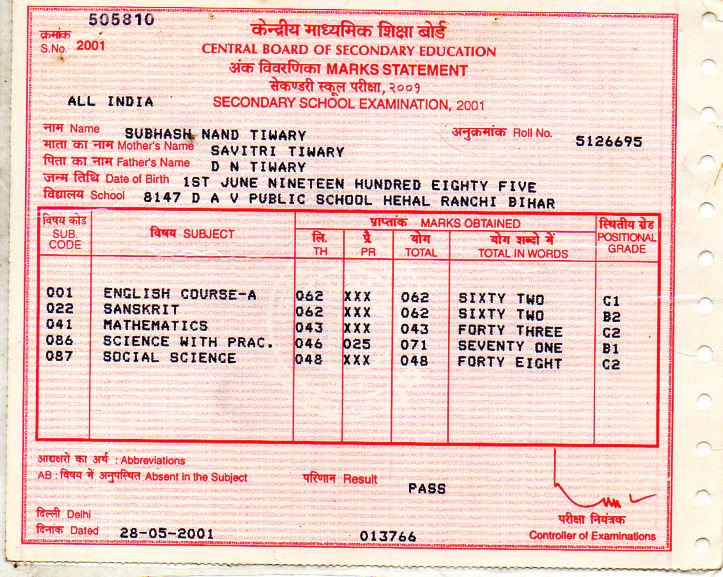 505810
क्रमांक
S.No. 2001
केन्द्रीय माध्यमिक शिक्षा बोर्ड
CENTRAL BOARD OF SECONDARY EDUCATION
अंक विवरणिका MARKS STATEMENT
सेकण्डरी स्कूल परीक्षा, २००१
ALL INDIA SECONDARY SCHOOL EXAMINATION, 2001
नाम Name SUBHASH NAND TIWARY अनुक्रमांक Roll No. 5126695
माता का नाम Mother's Name SAVITRI TIWARY
पिता का नाम Father's Name D N TIWARY
जन्म तिथि Date of Birth 1ST JUNE NINETEEN HUNDRED EIGHTY FIVE
विद्यालय School 8147 D A V PUBLIC SCHOOL HEHAL RANCHI BIHAR
विषय कोड SUB. CODE विषय SUBJECT प्राप्तांक MARKS OBTAINED स्थितीय ग्रेड POSITIONAL GRADE
लि. TH प्रै. PR योग TOTAL योग शब्दो में TOTAL IN WORDS
001 ENGLISH COURSE-A 062 XXX 062 SIXTY TWO C1
022 SANSKRIT 062 XXX 062 SIXTY TWO B2
041 MATHEMATICS 043 XXX 043 FORTY THREE C2
086 SCIENCE WITH PRAC. 046 025 071 SEVENTY ONE B1
087 SOCIAL SCIENCE 048 XXX 048 FORTY EIGHT C2
आद्यक्षरो का अर्थ : Abbreviations
AB : विषय में अनुपस्थित Absent in the Subject परिणाम Result PASS
दिल्ली Delhi
दिनांक Dated 28-05-2001 013766
परीक्षा नियंत्रक
Controller of Examinations